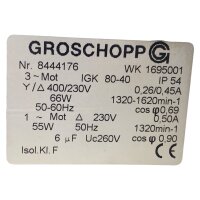 GROSCHOPP G
Nr. 8444176 WK 1695001
3 ~ Mot IGK 80-40 IP 54
Y / Δ 400/230V 0,26/0,45A
66W 1320-1620min-1
50-60Hz cos phi 0,69
1 ~ Mot Δ 230V 0,50A
55W 50Hz 1320min-1
6 µF Uc260V cos phi 0,90
Isol.Kl. F